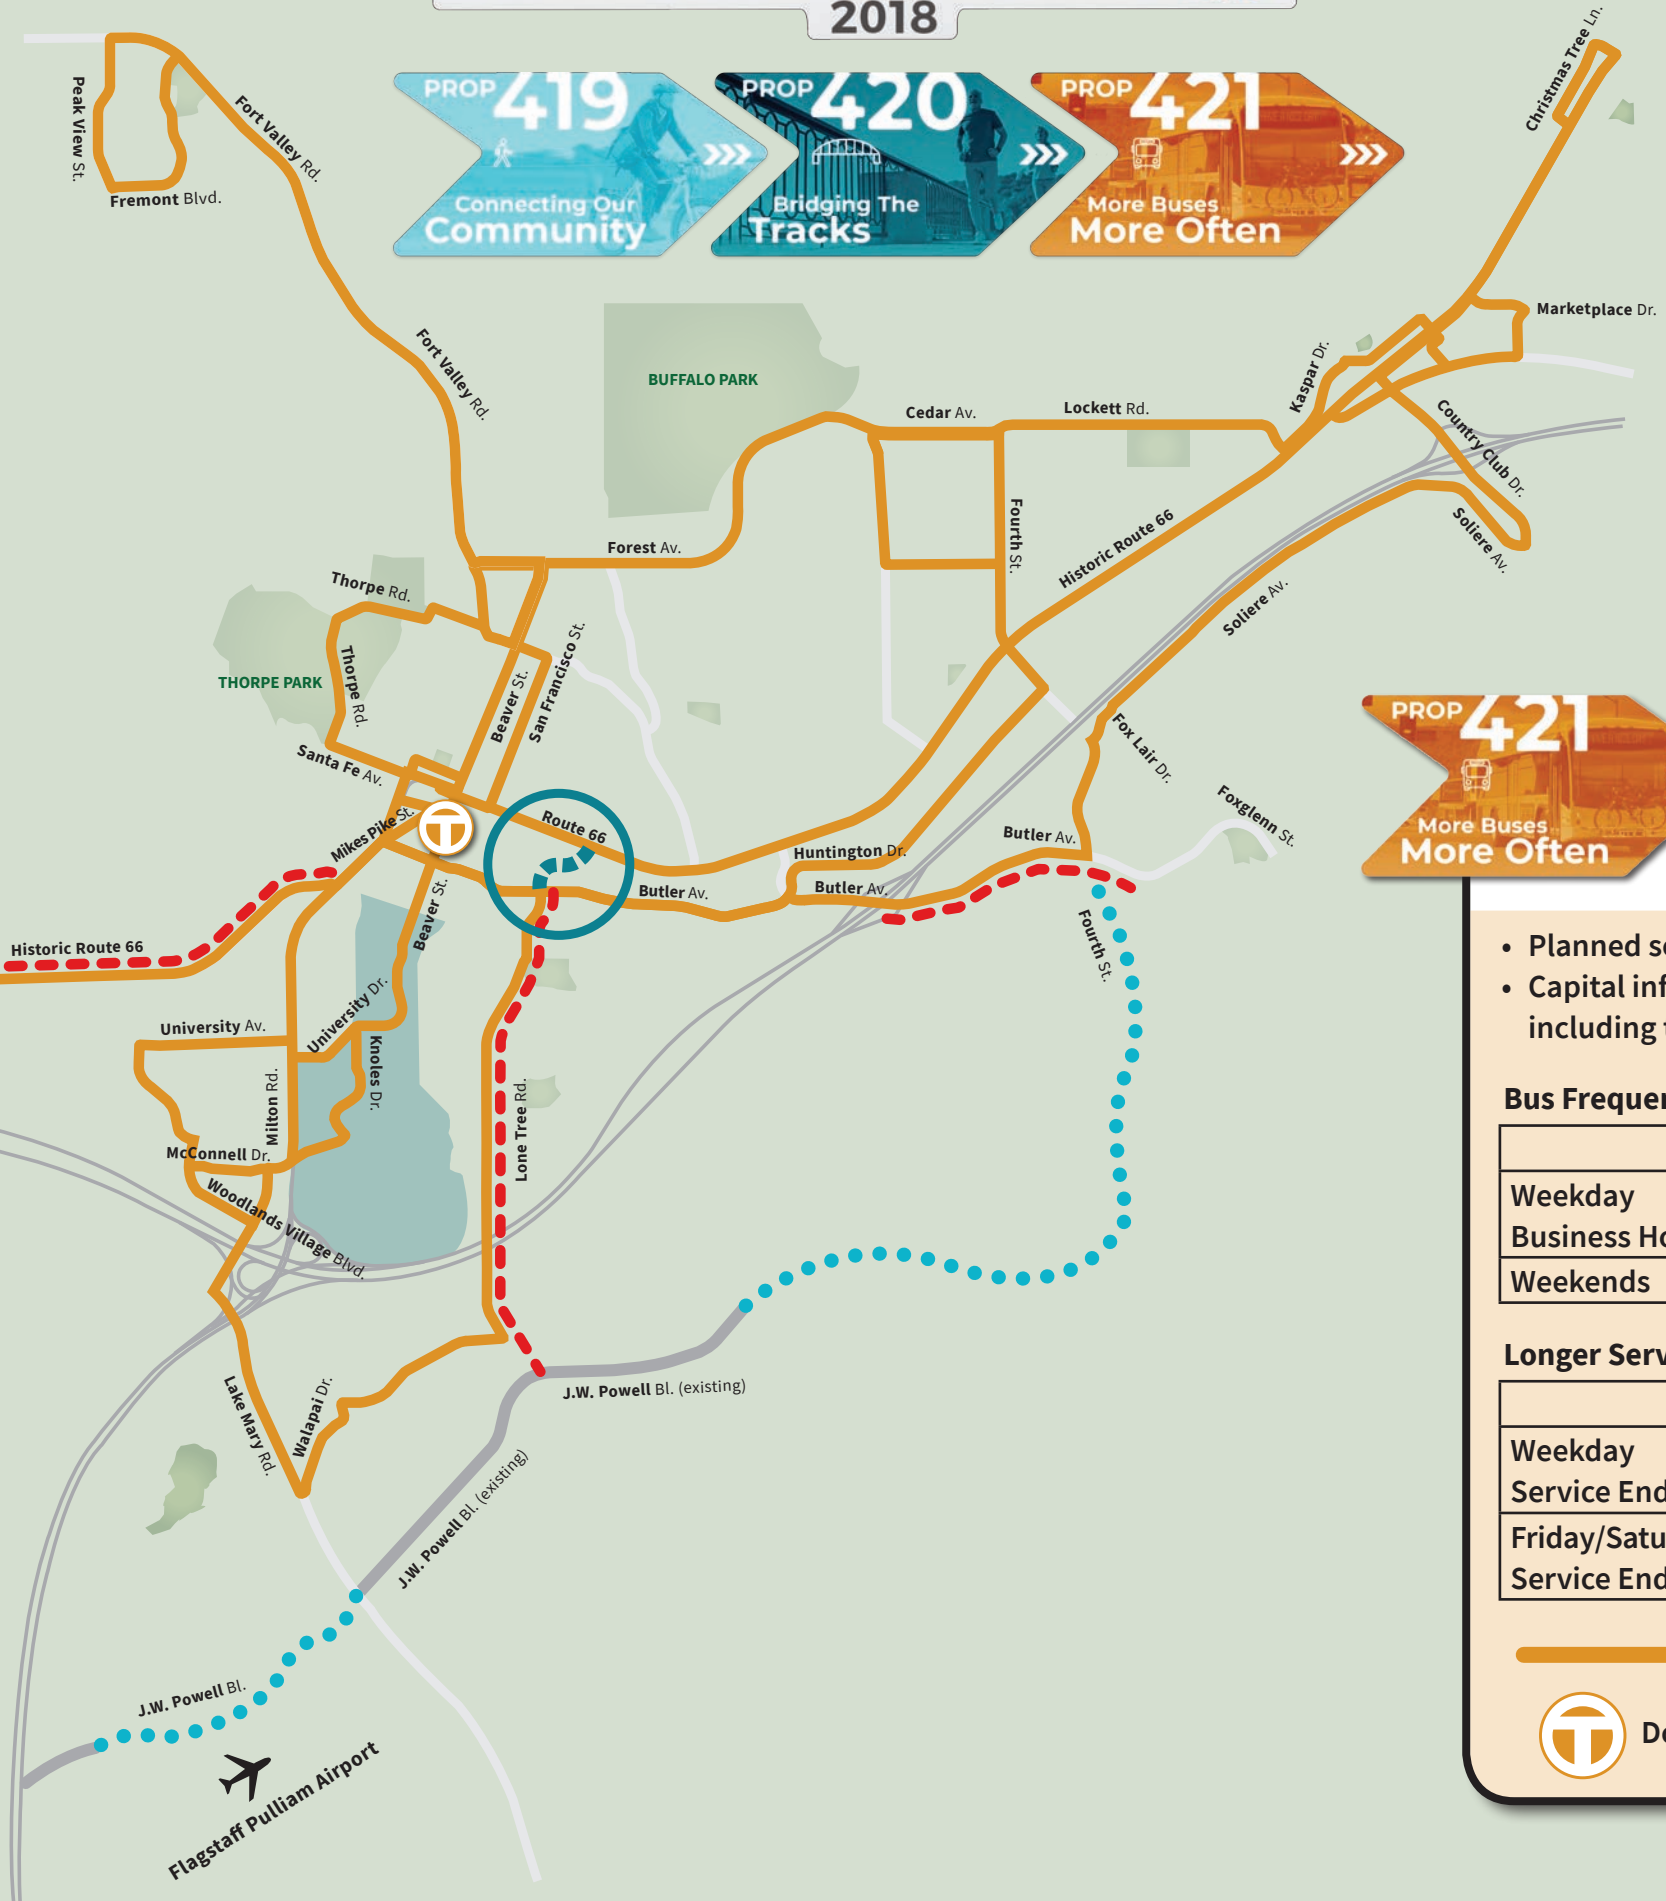 2018
PROP 419
Connecting Our
Community
PROP 420
Bridging The
Tracks
PROP 421
More Buses
More Often
Christmas Tree Ln.
Peak View St.
Fort Valley Rd.
Fremont Blvd.
Marketplace Dr.
Fort Valley Rd.
Kaspar Dr.
BUFFALO PARK
Cedar Av.
Lockett Rd.
Country Club Dr.
Fourth St.
Historic Route 66
Soliere Av.
Forest Av.
Thorpe Rd.
Soliere Av.
San Francisco St.
Thorpe Rd.
THORPE PARK
Beaver St.
Santa Fe Av.
Fox Lair Dr.
PROP 421
More Buses
More Often
Mikes Pike St.
Route 66
Foxglenn St.
Butler Av.
Huntington Dr.
Butler Av.
Butler Av.
Beaver St.
Historic Route 66
Fourth St.
University Dr.
University Av.
Knoles Dr.
Milton Rd.
Lone Tree Rd.
McConnell Dr.
Woodlands Village Blvd.
Lake Mary Rd.
Walapai Dr.
J.W. Powell Bl. (existing)
J.W. Powell Bl. (existing)
J.W. Powell Bl.
Flagstaff Pulliam Airport
• Planned se
• Capital inf
including
Bus Frequen
Weekday
Business Ho
Weekends
Longer Serv
Weekday
Service End
Friday/Satu
Service End
T
T
De